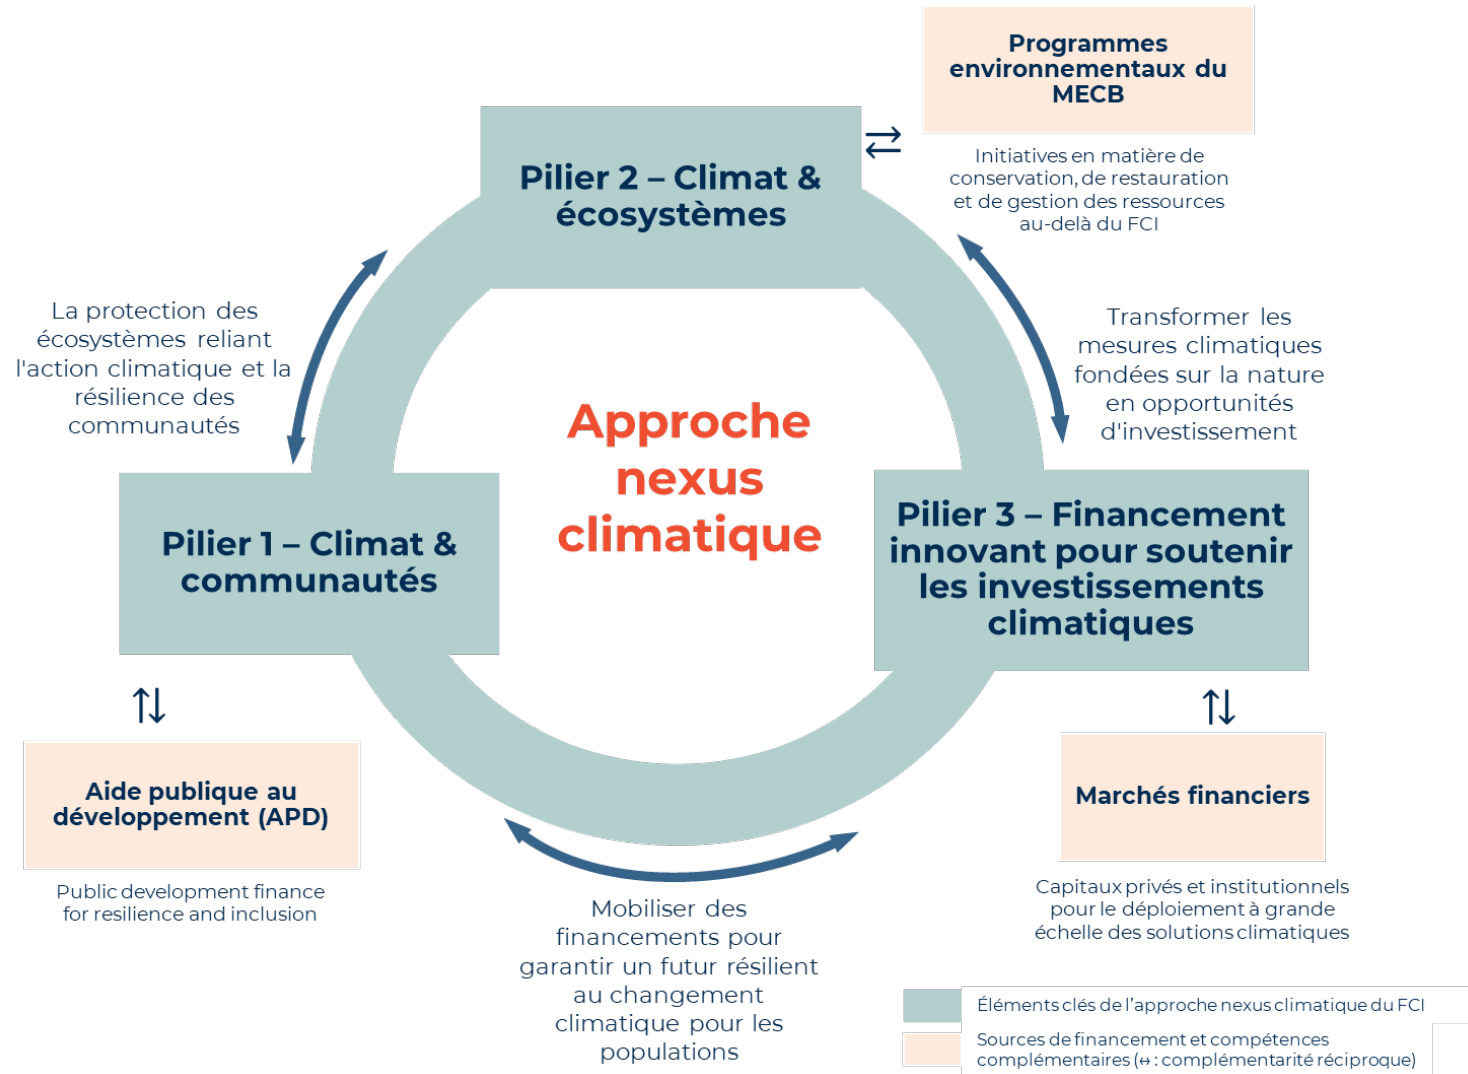 Programmes
environnementaux du
MECB
Initiatives en matière de
conservation, de restauration
et de gestion des ressources
au-delà du FCI
Pilier 2 – Climat &
écosystèmes
La protection des
écosystèmes reliant
l'action climatique et la
résilience des
communautés
Transformer les
mesures climatiques
fondées sur la nature
en opportunités
d'investissement
Approche
nexus
climatique
Pilier 1 – Climat &
communautés
Pilier 3 – Financement
innovant pour soutenir
les investissements
climatiques
Aide publique au
développement (APD)
Public development finance
for resilience and inclusion
Marchés financiers
Capitaux privés et institutionnels
pour le déploiement à grande
échelle des solutions climatiques
Mobiliser des
financements pour
garantir un futur résilient
au changement
climatique pour les
populations
Éléments clés de l’approche nexus climatique du FCI
Sources de financement et compétences
complémentaires (↔ : complémentarité réciproque)